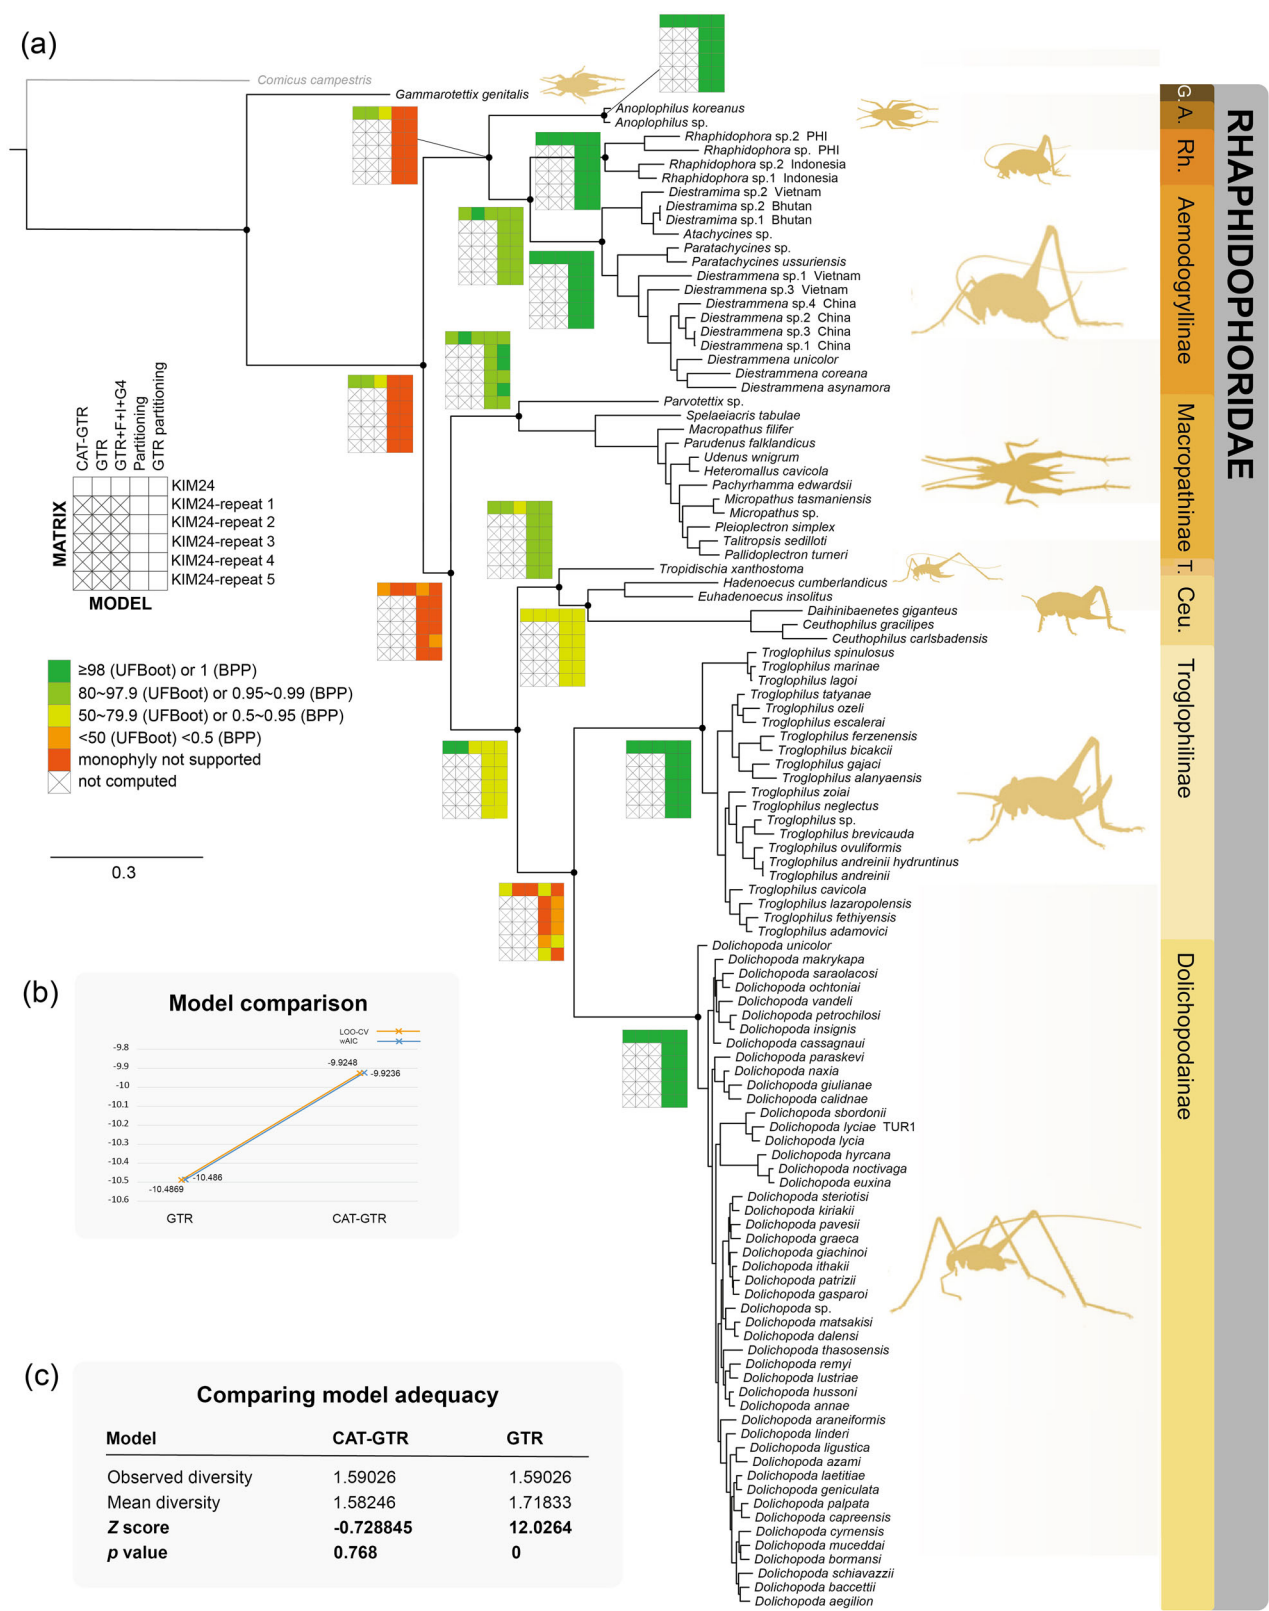 (a)
Comicus campestris
Gammarotettix genitalis
Anoplophilus koreanus
Anoplophilus sp.
Rhaphidophora sp.2 PHI
Rhaphidophora sp. PHI
Rhaphidophora sp.2 Indonesia
Rhaphidophora sp.1 Indonesia
Diestramima sp.2 Vietnam
Diestramima sp.2 Bhutan
Diestramima sp.1 Bhutan
Atachycines sp.
Paratachycines sp.
Paratachycines ussuriensis
Diestrammena sp.1 Vietnam
Diestrammena sp.3 Vietnam
Diestrammena sp.4 China
Diestrammena sp.2 China
Diestrammena sp.3 China
Diestrammena sp.1 China
Diestrammena unicolor
Diestrammena coreana
Diestrammena asynamora
Parvotettix sp.
Spelaeiacris tabulae
Macropathus filifer
Parudenus falklandicus
Udenus wnigrum
Heteromallus cavicola
Pachyrhamma edwardsii
Micropathus tasmaniensis
Micropathus sp.
Pleioplectron simplex
Talitropsis sedilloti
Pallidoplectron turneri
Tropidischia xanthostoma
Hadenoecus cumberlandicus
Euhadenoecus insolitus
Daihinibaenetes giganteus
Ceuthophilus gracilipes
Ceuthophilus carlsbadensis
Troglophilus spinulosus
Troglophilus marinae
Troglophilus lagoi
Troglophilus tatyanae
Troglophilus ozeli
Troglophilus escalerai
Troglophilus ferzenensis
Troglophilus bicakcii
Troglophilus gajaci
Troglophilus alanyaensis
Troglophilus zoiai
Troglophilus neglectus
Troglophilus sp.
Troglophilus brevicauda
Troglophilus ovuliformis
Troglophilus andreinii hydruntinus
Troglophilus andreinii
Troglophilus cavicola
Troglophilus lazaropolensis
Troglophilus fethiyensis
Troglophilus adamovici
Dolichopoda unicolor
Dolichopoda makrykapa
Dolichopoda saraolacosi
Dolichopoda ochtoniai
Dolichopoda vandeli
Dolichopoda petrochilosi
Dolichopoda insignis
Dolichopoda cassagnaui
Dolichopoda paraskevi
Dolichopoda naxia
Dolichopoda giulianae
Dolichopoda calidnae
Dolichopoda sbordonii
Dolichopoda lyciae TUR1
Dolichopoda lycia
Dolichopoda hyrcana
Dolichopoda noctivaga
Dolichopoda euxina
Dolichopoda steriotisi
Dolichopoda kiriakii
Dolichopoda pavesii
Dolichopoda graeca
Dolichopoda giachinoi
Dolichopoda ithakii
Dolichopoda patrizii
Dolichopoda gasparoi
Dolichopoda sp.
Dolichopoda matsakisi
Dolichopoda dalensi
Dolichopoda thasosensis
Dolichopoda remyi
Dolichopoda lustriae
Dolichopoda hussoni
Dolichopoda annae
Dolichopoda araneiformis
Dolichopoda linderi
Dolichopoda ligustica
Dolichopoda azami
Dolichopoda laetitiae
Dolichopoda geniculata
Dolichopoda palpata
Dolichopoda capreensis
Dolichopoda cyrnensis
Dolichopoda muceddai
Dolichopoda bormansi
Dolichopoda schiavazzii
Dolichopoda baccettii
Dolichopoda aegilion
G.
A.
Rh.
Aemodogryllinae
Macropathinae
T.
Ceu.
Troglophilinae
Dolichopodainae
RHAPHIDOPHORIDAE
CAT-GTR
GTR
GTR+F+I+G4
Partitioning
GTR partitioning
MATRIX
KIM24
KIM24-repeat 1
KIM24-repeat 2
KIM24-repeat 3
KIM24-repeat 4
KIM24-repeat 5
MODEL
≥98 (UFBoot) or 1 (BPP)
80~97.9 (UFBoot) or 0.95~0.99 (BPP)
50~79.9 (UFBoot) or 0.5~0.95 (BPP)
<50 (UFBoot) <0.5 (BPP)
monophyly not supported
not computed
0.3
(b)
Model comparison
LOO-CV
wAIC
-9.8
-9.9
-10
-10.1
-10.2
-10.3
-10.4
-10.5
-10.6
-9.9248
-9.9236
-10.486
-10.4869
GTR
CAT-GTR
(c)
Comparing model adequacy
Model CAT-GTR GTR
Observed diversity 1.59026 1.59026
Mean diversity 1.58246 1.71833
Z score -0.728845 12.0264
p value 0.768 0